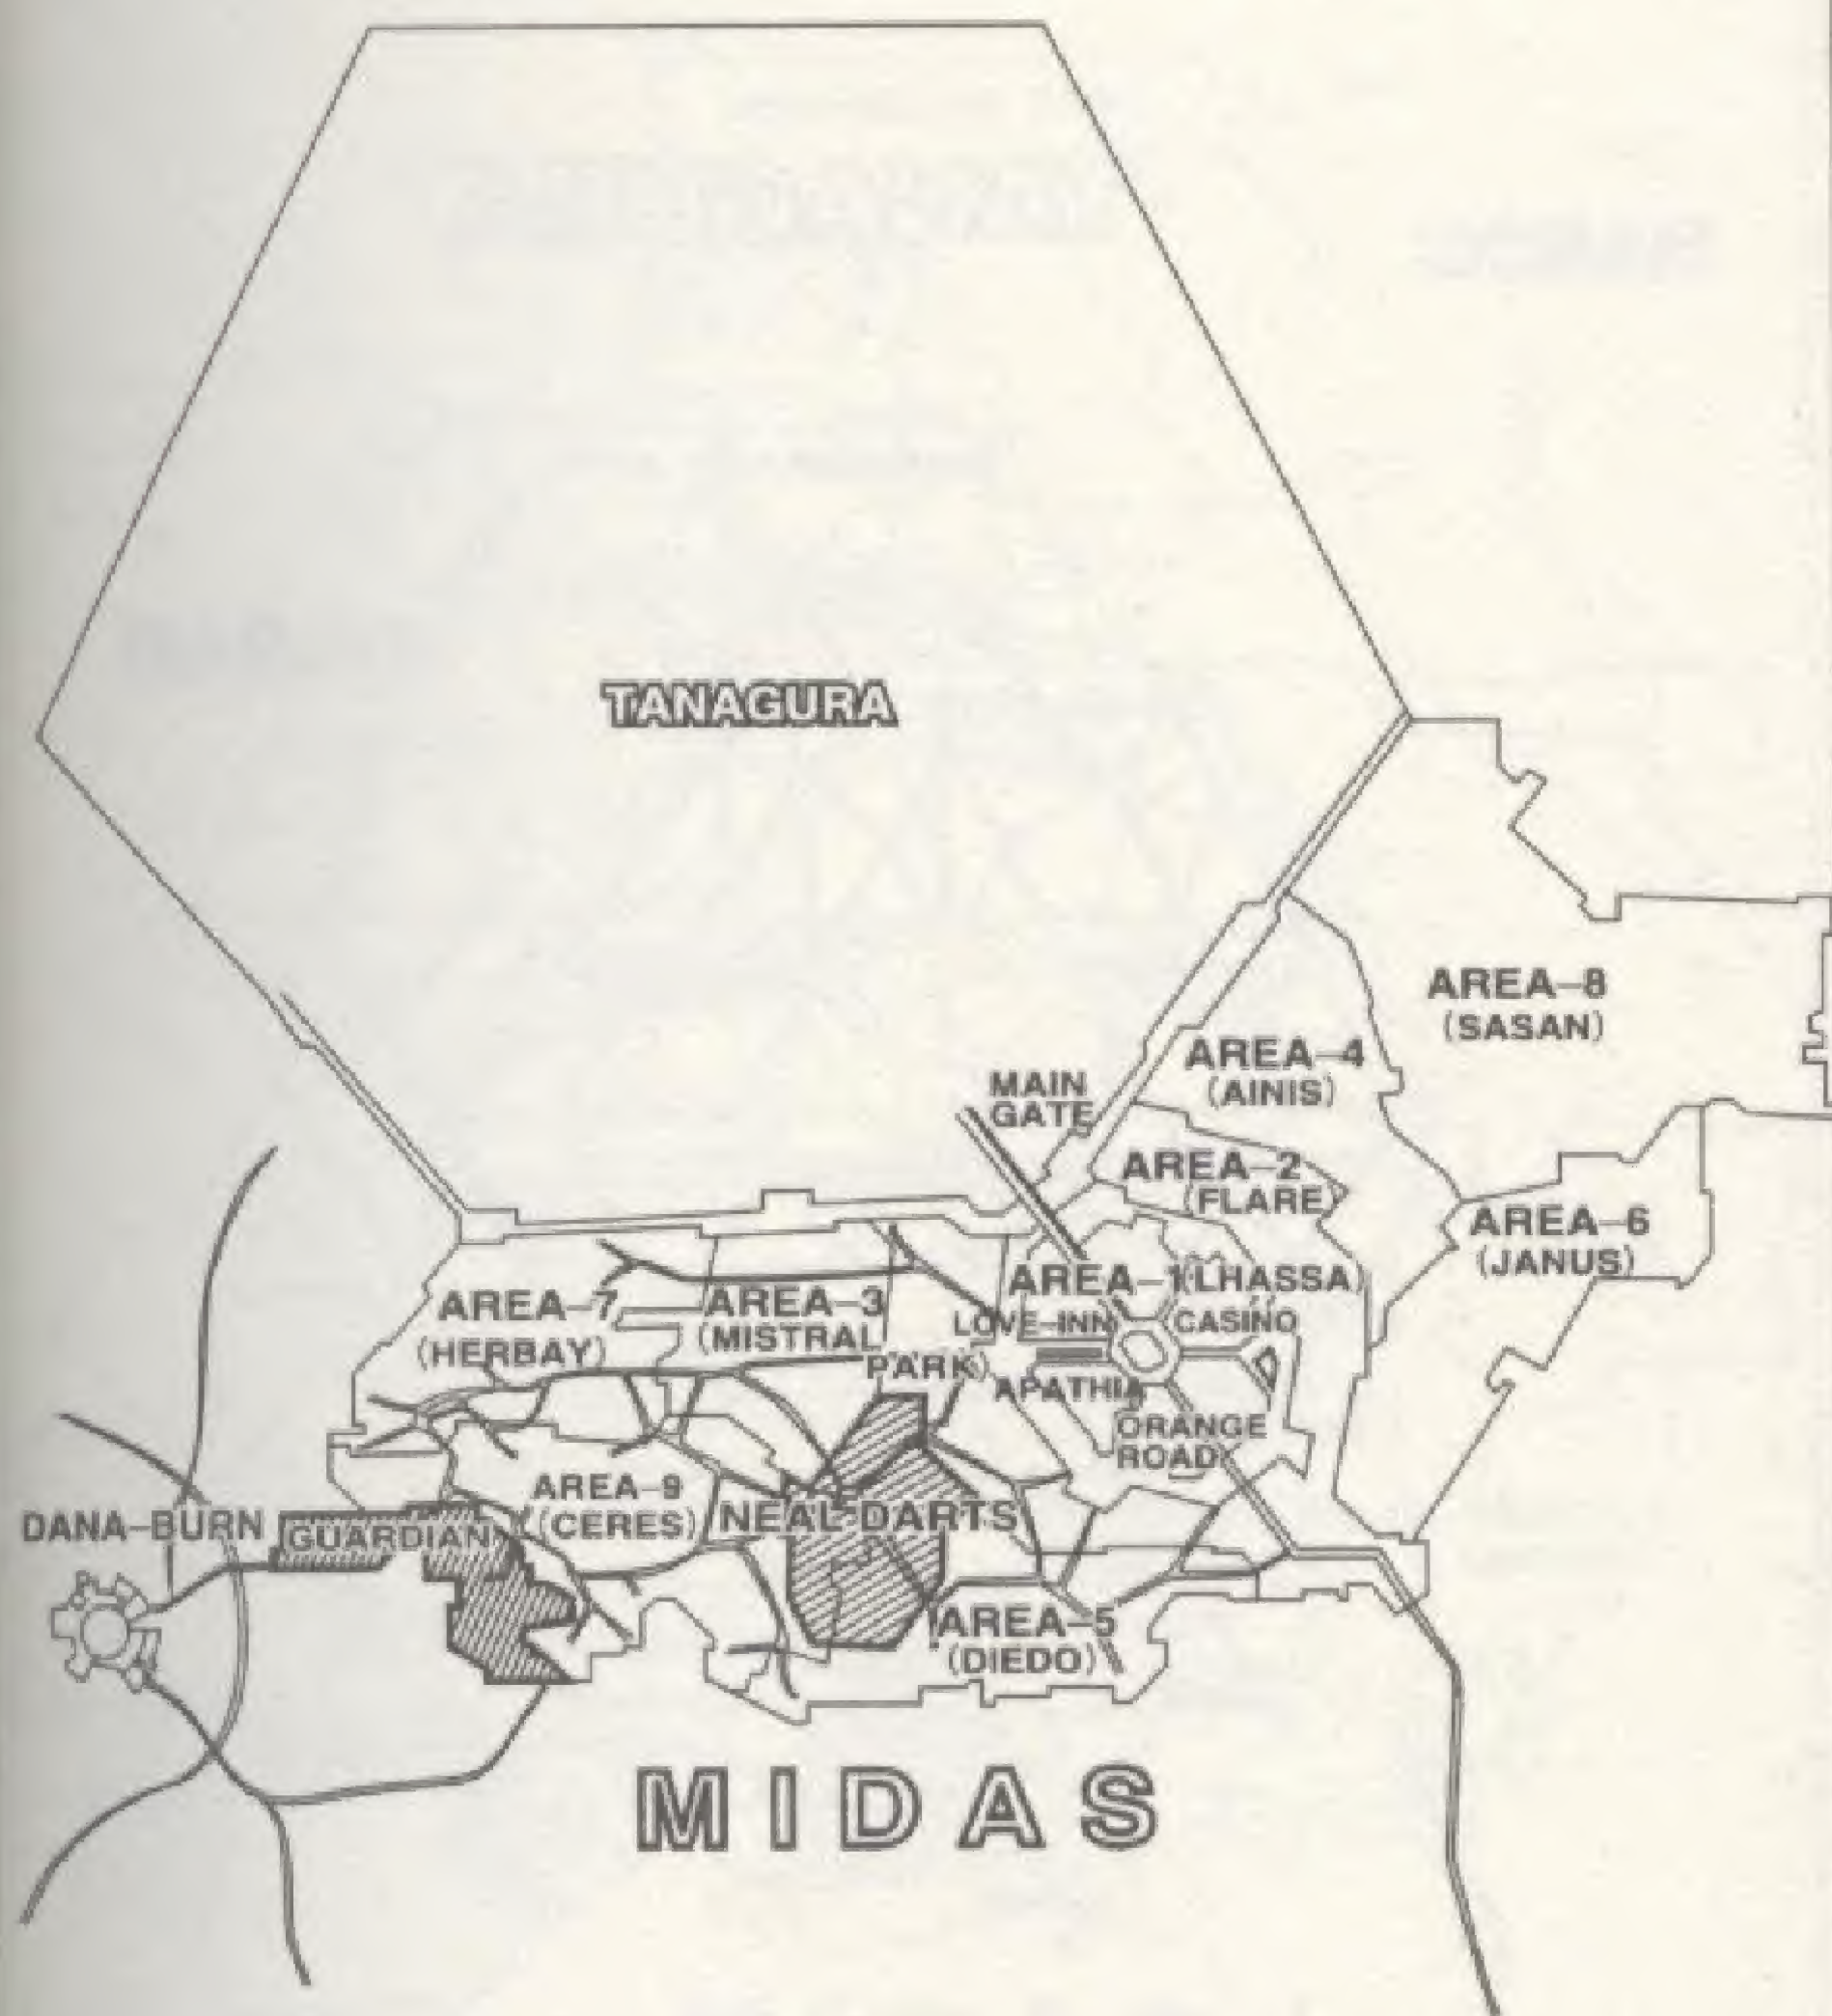 TANAGURA
AREA-8
(SASAN)
AREA-4
(AINIS)
MAIN
GATE
AREA-2
(FLARE)
AREA-6
(JANUS)
AREA-1(LHASSA)
AREA-7
(HERBAY)
AREA-3
(MISTRAL
PARK)
LOVE-INN
CASINO
APATHIA
ORANGE
ROAD
AREA-9
(CERES)
NEAL DARTS
DANA-BURN
GUARDIAN
AREA-5
(DIEDO)
MIDAS